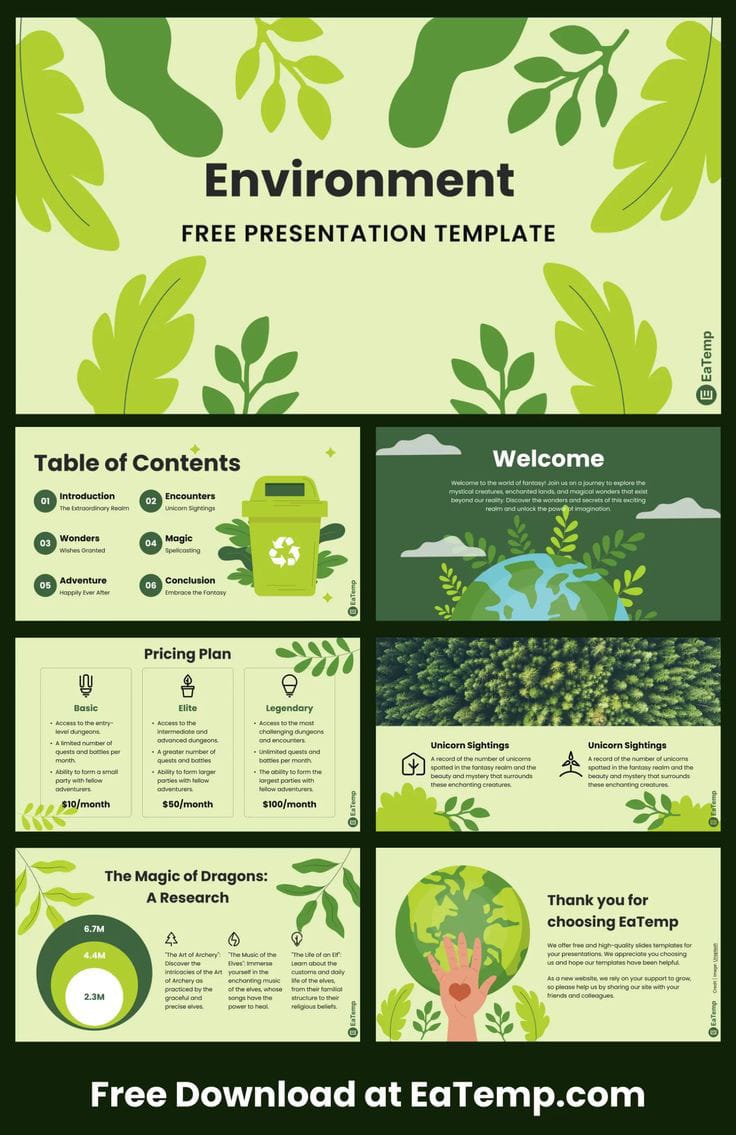 Environment
FREE PRESENTATION TEMPLATE
EaTemp
Table of Contents
01
Introduction
The Extraordinary Realm
02
Encounters
Unicorn Sightings
03
Wonders
Wishes Granted
04
Magic
Spellcasting
05
Adventure
Happily Ever After
06
Conclusion
Embrace the Fantasy
EaTemp
Welcome
Welcome to the world of fantasy! Join us on a journey to explore the
mystical creatures, enchanted lands, and magical wonders that exist
beyond our reality. Discover the wonders and secrets of this exciting
realm and unlock the power of imagination.
Pricing Plan
Basic
• Access to the entry-
level dungeons.
• A limited number of
quests and battles per
month.
• Ability to form a small
party with fellow
adventurers.
$10/month
Elite
• Access to the
intermediate and
advanced dungeons.
• A greater number of
quests and battles
• Ability to form larger
parties with fellow
adventurers.
$50/month
Legendary
• Access to the most
challenging dungeons
and encounters.
• Unlimited quests and
battles per month.
• The ability to form the
largest parties with
fellow adventurers.
$100/month
EaTemp
Unicorn Sightings
A record of the number of unicorns
spotted in the fantasy realm and the
beauty and mystery that surrounds
these enchanting creatures.
Unicorn Sightings
A record of the number of unicorns
spotted in the fantasy realm and the
beauty and mystery that surrounds
these enchanting creatures.
EaTemp
The Magic of Dragons:
A Research
6.7M
4.4M
2.3M
"The Art of Archery":
Discover the
intricacies of the Art
of Archery as
practiced by the
graceful and
precise elves.
"The Music of the
Elves": Immerse
yourself in the
enchanting music
of the elves, whose
songs have the
power to heal.
"The Life of an Elf":
Learn about the
customs and daily
life of the elves,
from their familial
structure to their
religious beliefs.
EaTemp
Thank you for
choosing EaTemp
We offer free and high-quality slides templates for
your presentations. We appreciate you choosing
us and hope our templates have been helpful.
As a new website, we rely on your support to grow,
so please help us by sharing our site with your
friends and colleagues.
Credit | Image: Unsplash
EaTemp
Free Download at EaTemp.com